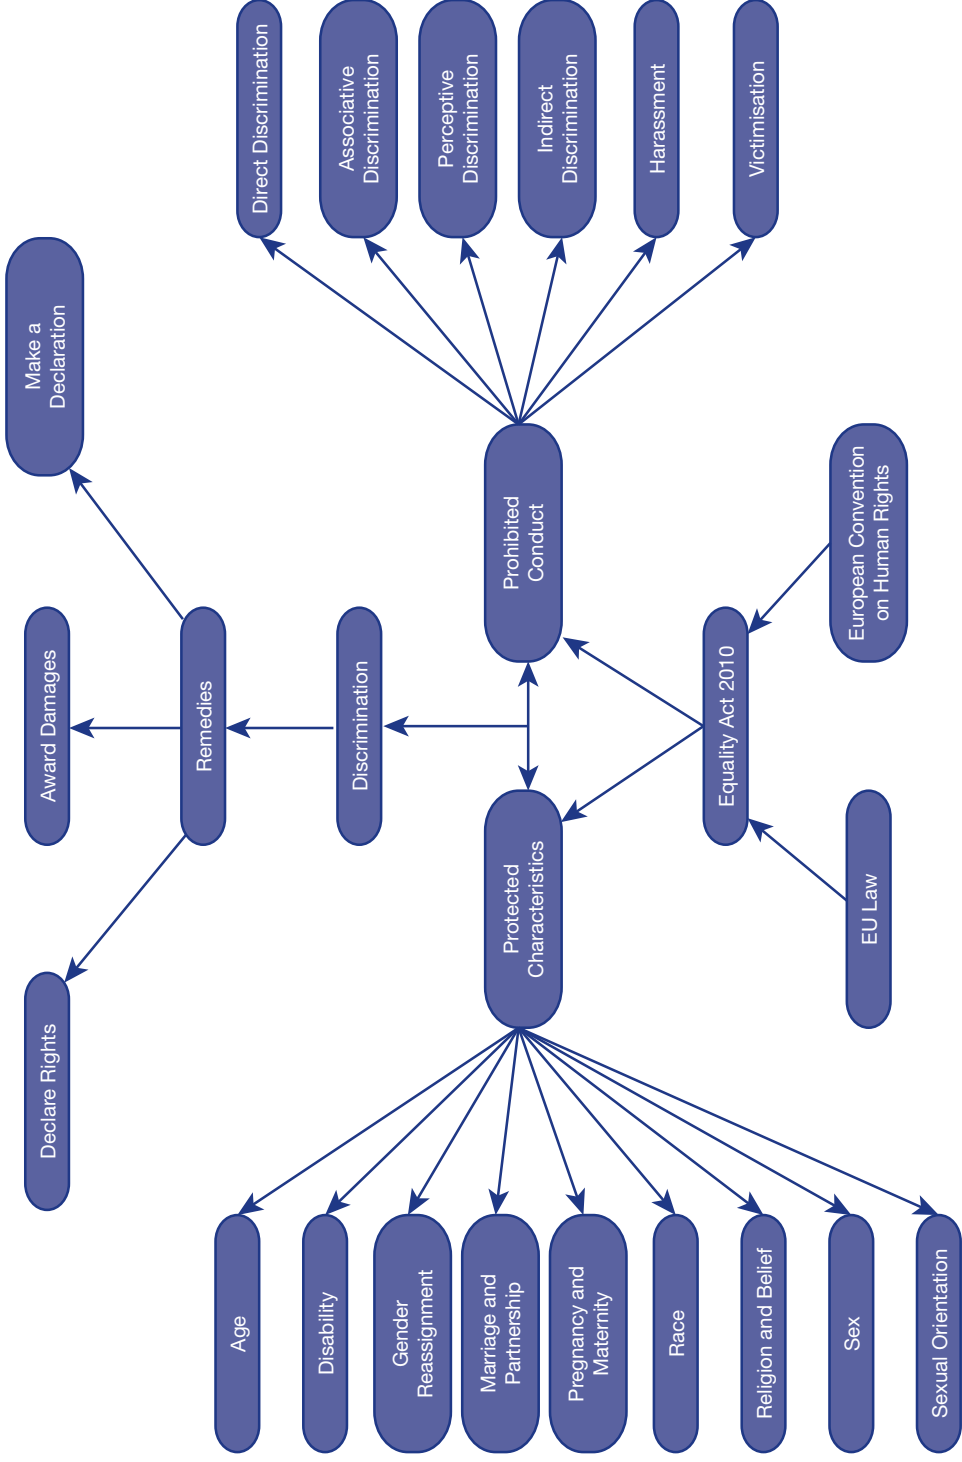 Declare Rights
Award Damages
Make a
Declaration
Remedies
Discrimination
Age
Disability
Gender
Reassignment
Marriage and
Partnership
Pregnancy and
Maternity
Race
Religion and Belief
Sex
Sexual Orientation
Protected
Characteristics
Prohibited
Conduct
Direct Discrimination
Associative
Discrimination
Perceptive
Discrimination
Indirect
Discrimination
Harassment
Victimisation
Equality Act 2010
EU Law
European Convention
on Human Rights